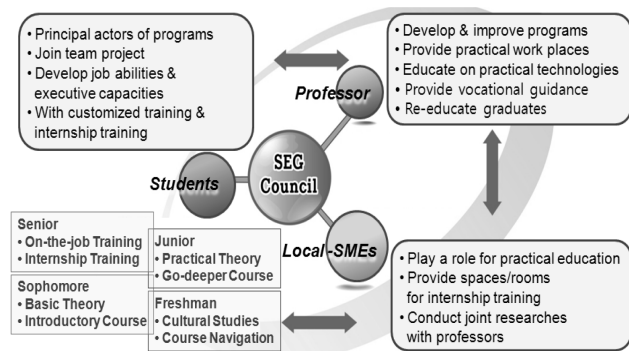 • Principal actors of programs
• Join team project
• Develop job abilities &
executive capacities
• With customized training &
internship training
• Develop & improve programs
• Provide practical work places
• Educate on practical technologies
• Provide vocational guidance
• Re-educate graduates
Professor
SEG
Council
Students
Local-SMEs
Senior
• On-the-job Training
• Internship Training
Junior
• Practical Theory
• Go-deeper Course
Sophomore
• Basic Theory
• Introductory Course
Freshman
• Cultural Studies
• Course Navigation
• Play a role for practical education
• Provide spaces/rooms
for internship training
• Conduct joint researches
with professors